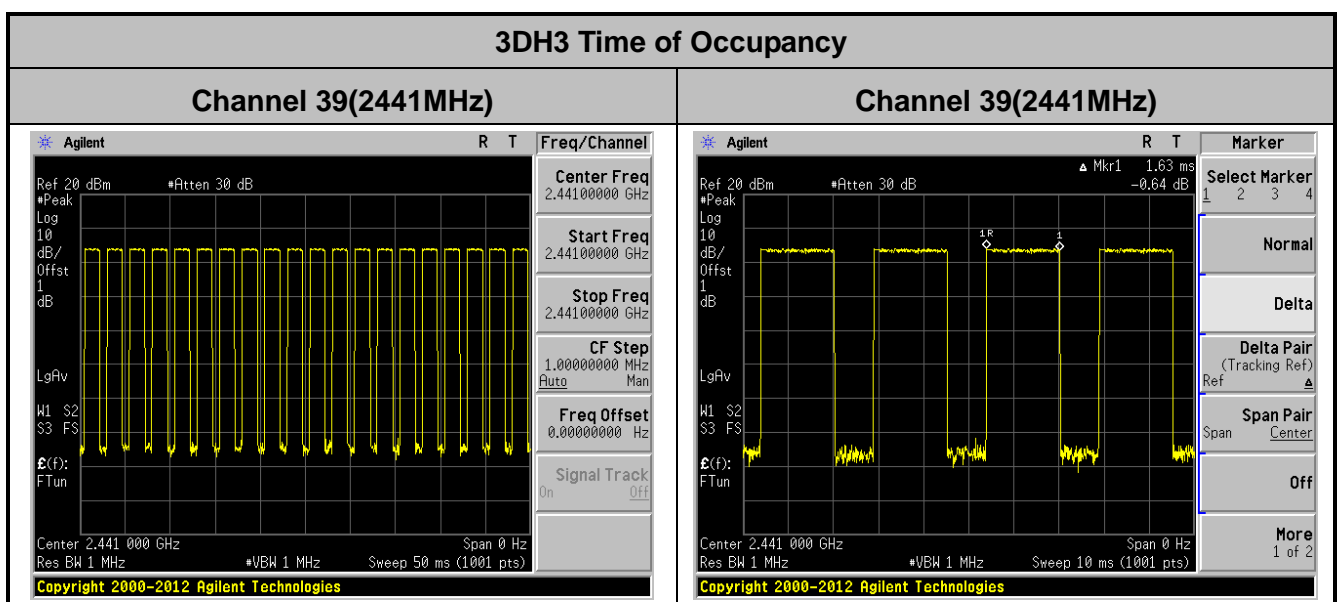 3DH3 Time of Occupancy
Channel 39(2441MHz)
Channel 39(2441MHz)
Agilent
R T
Freq/Channel
Ref 20 dBm
#Atten 30 dB
#Peak
Log
10
dB/
Offst
1
dB
LgAv
W1 S2
S3 FS
£(f):
FTun
Center 2.441 000 GHz
Span 0 Hz
Res BW 1 MHz
#VBW 1 MHz
Sweep 50 ms (1001 pts)
Copyright 2000-2012 Agilent Technologies
Center Freq
2.44100000 GHz
Start Freq
2.44100000 GHz
Stop Freq
2.44100000 GHz
CF Step
1.00000000 MHz
Auto Man
Freq Offset
0.00000000 Hz
Signal Track
On Off
Agilent
R T
Marker
Δ Mkr1 1.63 ms
-0.64 dB
Ref 20 dBm
#Atten 30 dB
#Peak
Log
10
dB/
Offst
1
dB
1R
1
LgAv
W1 S2
S3 FS
£(f):
FTun
Center 2.441 000 GHz
Span 0 Hz
Res BW 1 MHz
#VBW 1 MHz
Sweep 10 ms (1001 pts)
Copyright 2000-2012 Agilent Technologies
Select Marker
1 2 3 4
Normal
Delta
Delta Pair
(Tracking Ref)
Ref Δ
Span Pair
Span Center
Off
More
1 of 2